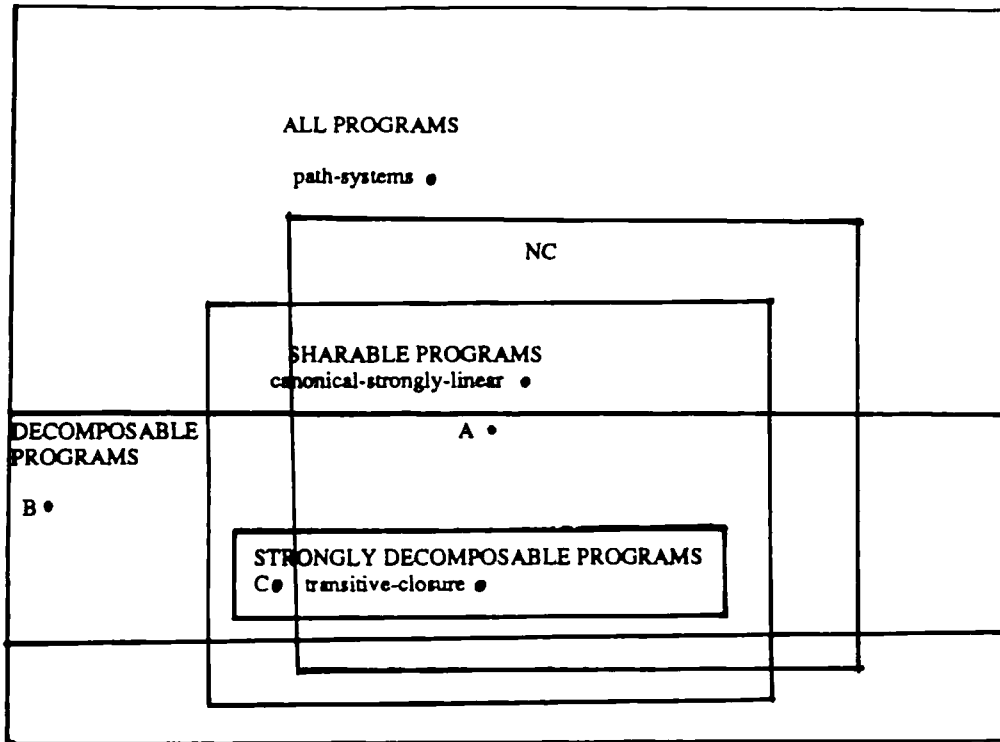 ALL PROGRAMS
path-systems
NC
SHARABLE PROGRAMS
canonical-strongly-linear
DECOMPOSABLE
PROGRAMS
A
B
STRONGLY DECOMPOSABLE PROGRAMS
C transitive-closure